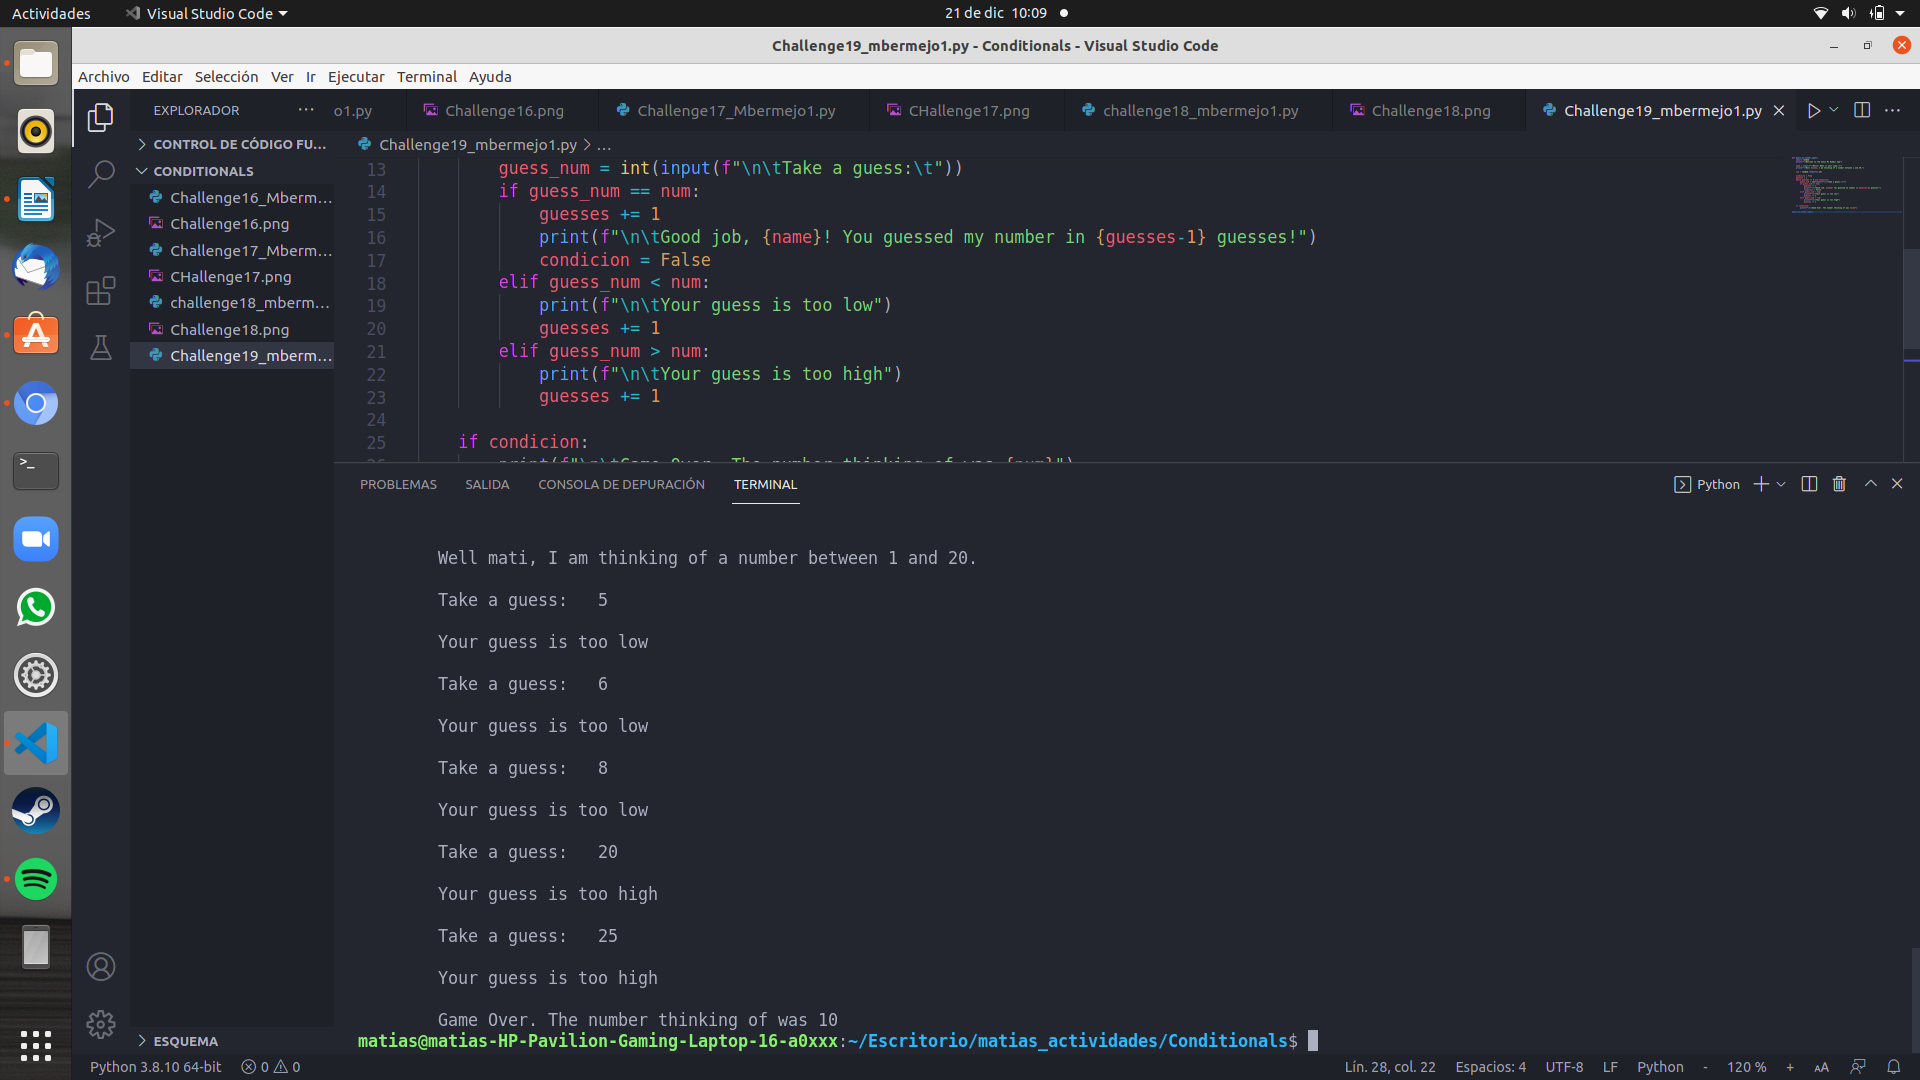 Actividades
Visual Studio Code
21 de dic 10:09
Challenge19_mbermejo1.py - Conditionals - Visual Studio Code
Archivo Editar Selección Ver Ir Ejecutar Terminal Ayuda
EXPLORADOR
o1.py
Challenge16.png
Challenge17_Mbermejo1.py
CHallenge17.png
challenge18_mbermejo1.py
Challenge18.png
Challenge19_mbermejo1.py
CONTROL DE CÓDIGO FU...
CONDITIONALS
Challenge16_Mberm...
Challenge16.png
Challenge17_Mberm...
CHallenge17.png
challenge18_mberm...
Challenge18.png
Challenge19_mberm...
ESQUEMA
Challenge19_mbermejo1.py > ...
13 guess_num = int(input(f"\n\tTake a guess:\t"))
14 if guess_num == num:
15 guesses += 1
16 print(f"\n\tGood job, {name}! You guessed my number in {guesses-1} guesses!")
17 condicion = False
18 elif guess_num < num:
19 print(f"\n\tYour guess is too low")
20 guesses += 1
21 elif guess_num > num:
22 print(f"\n\tYour guess is too high")
23 guesses += 1
24
25 if condicion:
26 print(f"\n\tGame Over. The number thinking of was {num}")
PROBLEMAS SALIDA CONSOLA DE DEPURACIÓN TERMINAL
Python
Well mati, I am thinking of a number between 1 and 20.
Take a guess: 5
Your guess is too low
Take a guess: 6
Your guess is too low
Take a guess: 8
Your guess is too low
Take a guess: 20
Your guess is too high
Take a guess: 25
Your guess is too high
Game Over. The number thinking of was 10
matias@matias-HP-Pavilion-Gaming-Laptop-16-a0xxx:~/Escritorio/matias_actividades/Conditionals$
Python 3.8.10 64-bit
0
0
Lín. 28, col. 22
Espacios: 4
UTF-8
LF
Python
- 120 % +
AA